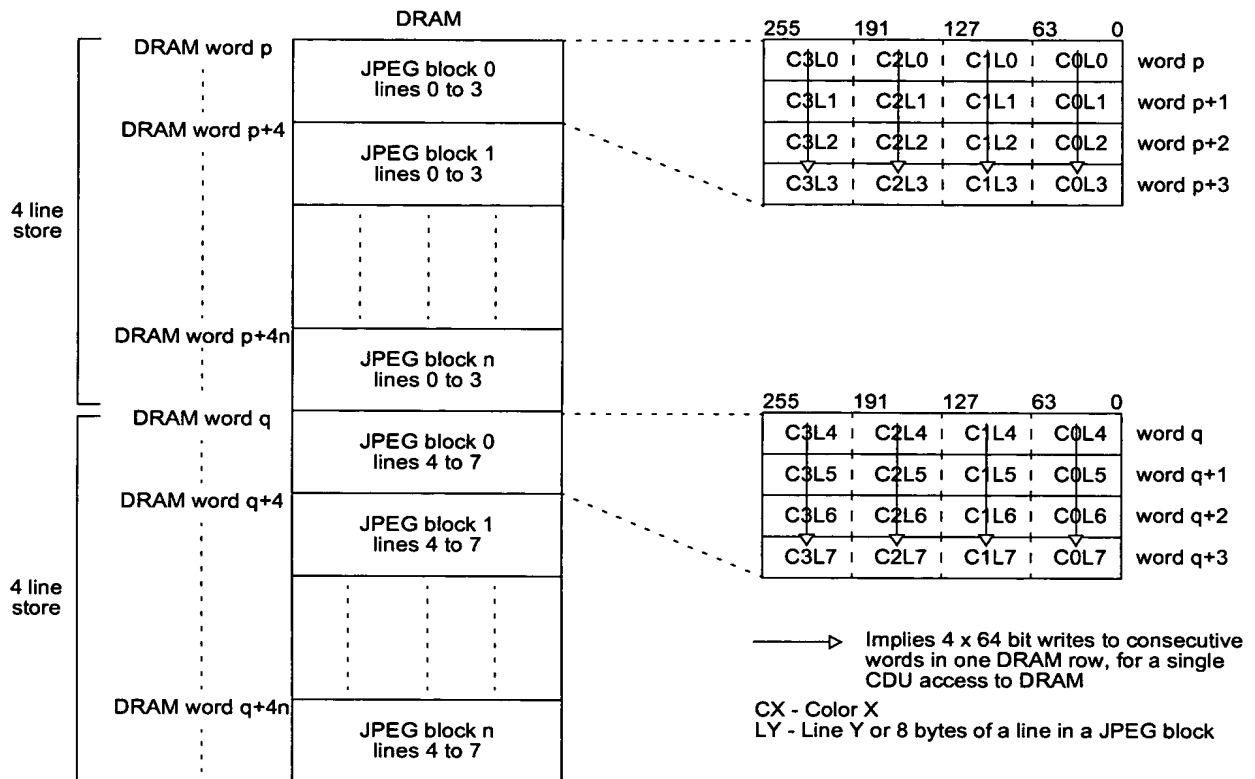 DRAM
DRAM word p
JPEG block 0
lines 0 to 3
DRAM word p+4
JPEG block 1
lines 0 to 3
4 line
store
DRAM word p+4n
JPEG block n
lines 0 to 3
DRAM word q
JPEG block 0
lines 4 to 7
DRAM word q+4
JPEG block 1
lines 4 to 7
4 line
store
DRAM word q+4n
JPEG block n
lines 4 to 7
255 191 127 63 0
C3L0 C2L0 C1L0 C0L0 word p
C3L1 C2L1 C1L1 C0L1 word p+1
C3L2 C2L2 C1L2 C0L2 word p+2
C3L3 C2L3 C1L3 C0L3 word p+3
255 191 127 63 0
C3L4 C2L4 C1L4 C0L4 word q
C3L5 C2L5 C1L5 C0L5 word q+1
C3L6 C2L6 C1L6 C0L6 word q+2
C3L7 C2L7 C1L7 C0L7 word q+3
Implies 4 x 64 bit writes to consecutive
words in one DRAM row, for a single
CDU access to DRAM
CX - Color X
LY - Line Y or 8 bytes of a line in a JPEG block